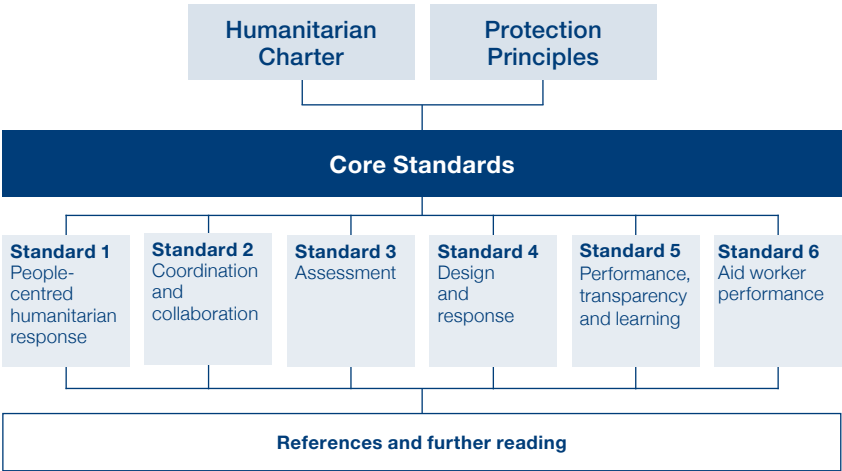 Humanitarian
Charter
Protection
Principles
Core Standards
Standard 1
People-
centred
humanitarian
response
Standard 2
Coordination
and
collaboration
Standard 3
Assessment
Standard 4
Design
and
response
Standard 5
Performance,
transparency
and learning
Standard 6
Aid worker
performance
References and further reading